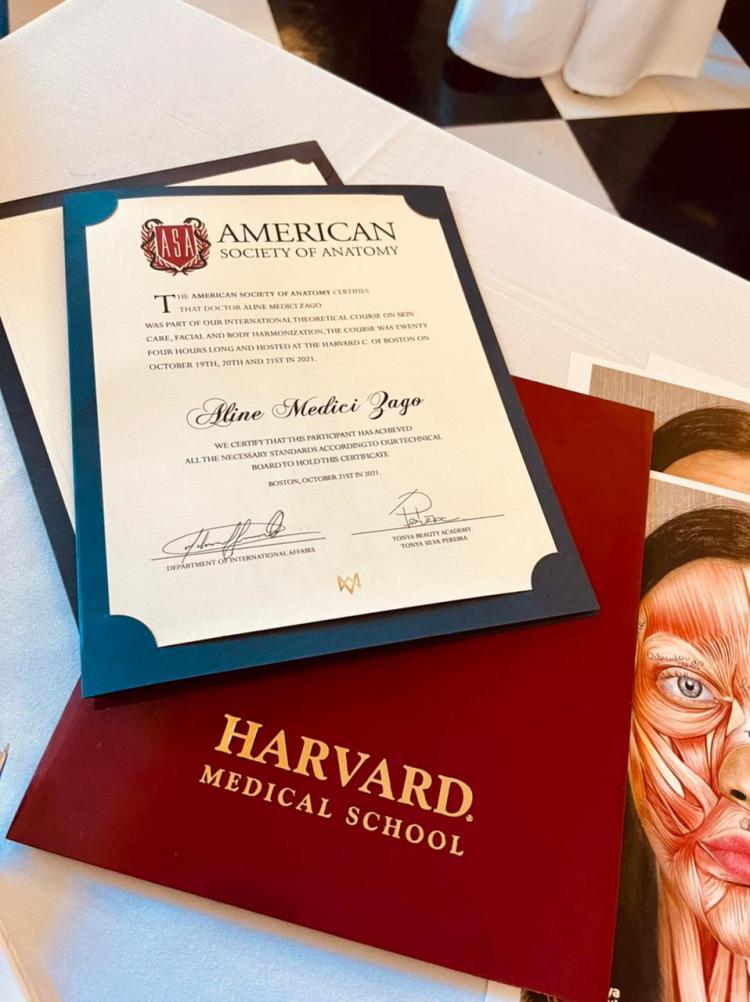 ASA
AMERICAN
SOCIETY OF ANATOMY
THE AMERICAN SOCIETY OF ANATOMY CERTIFIES
THAT DOCTOR ALINE MEDICI ZAGO
WAS PART OF OUR INTERNATIONAL THEORETICAL COURSE ON SKIN
CARE, FACIAL AND BODY HARMONIZATION, THE COURSE WAS TWENTY
FOUR HOURS LONG AND HOSTED AT THE HARVARD C. OF BOSTON ON
OCTOBER 19TH, 20TH AND 21ST IN 2021.
Aline Medici Zago
WE CERTIFY THAT THIS PARTICIPANT HAS ACHIEVED
ALL THE NECESSARY STANDARDS ACCORDING TO OUR TECHNICAL
BOARD TO HOLD THIS CERTIFICATE
BOSTON, OCTOBER 21ST IN 2021.
DEPARTMENT OF INTERNATIONAL AFFAIRS
TONYA BEAUTY ACADEMY
TONYA SILVA PEREIRA
HARVARD
MEDICAL SCHOOL